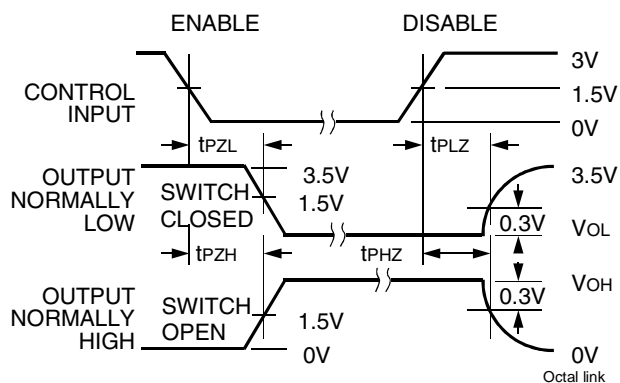 ENABLE DISABLE
3V
CONTROL
INPUT
1.5V
0V
tPZL tPLZ
OUTPUT
NORMALLY
LOW
SWITCH
CLOSED
3.5V
1.5V
3.5V
0.3V VOL
tPZH tPHZ
VOH
OUTPUT
NORMALLY
HIGH
SWITCH
OPEN
0.3V
1.5V
0V
0V
Octal link